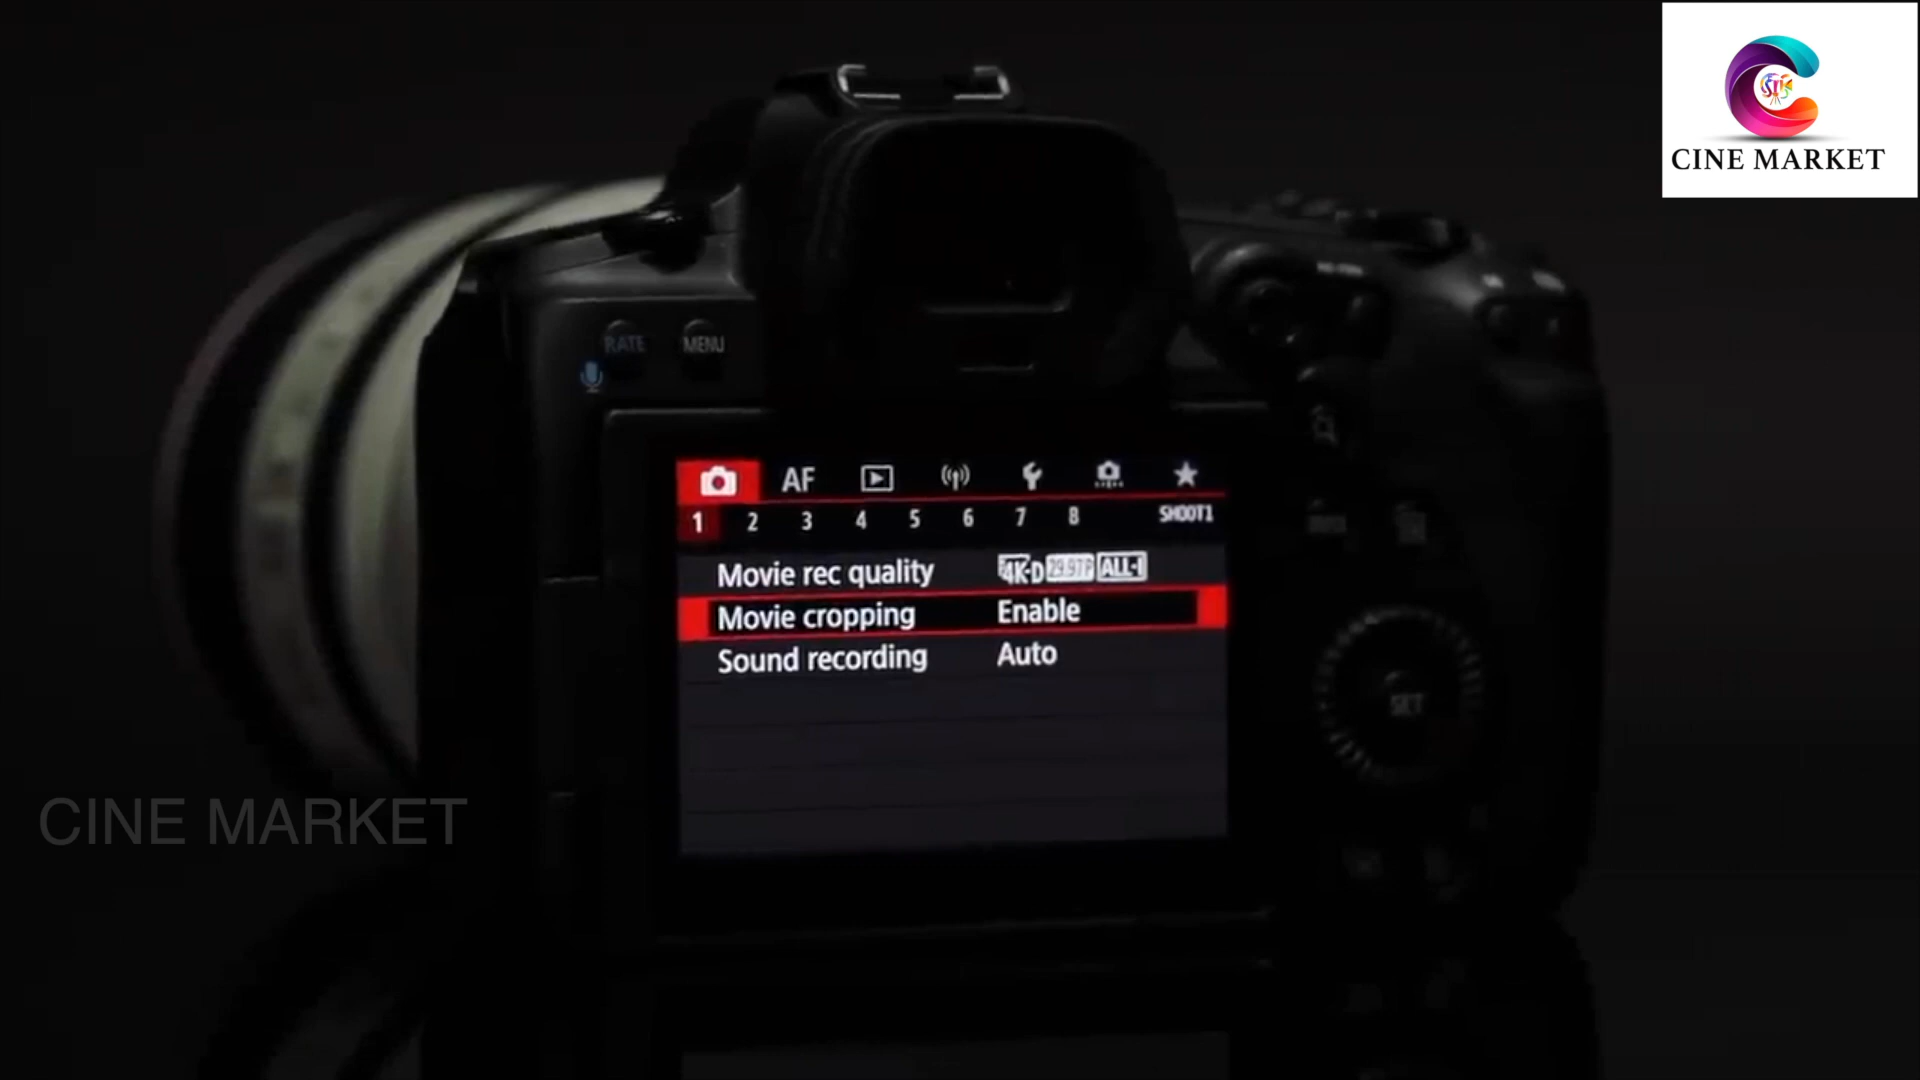 CINE MARKET
RATE MENU
AF
1 2 3 4 5 6 7 8 SHOOT1
Movie rec quality 4K-D 29.97P ALL-I
Movie cropping Enable
Sound recording Auto
SET
CINE MARKET